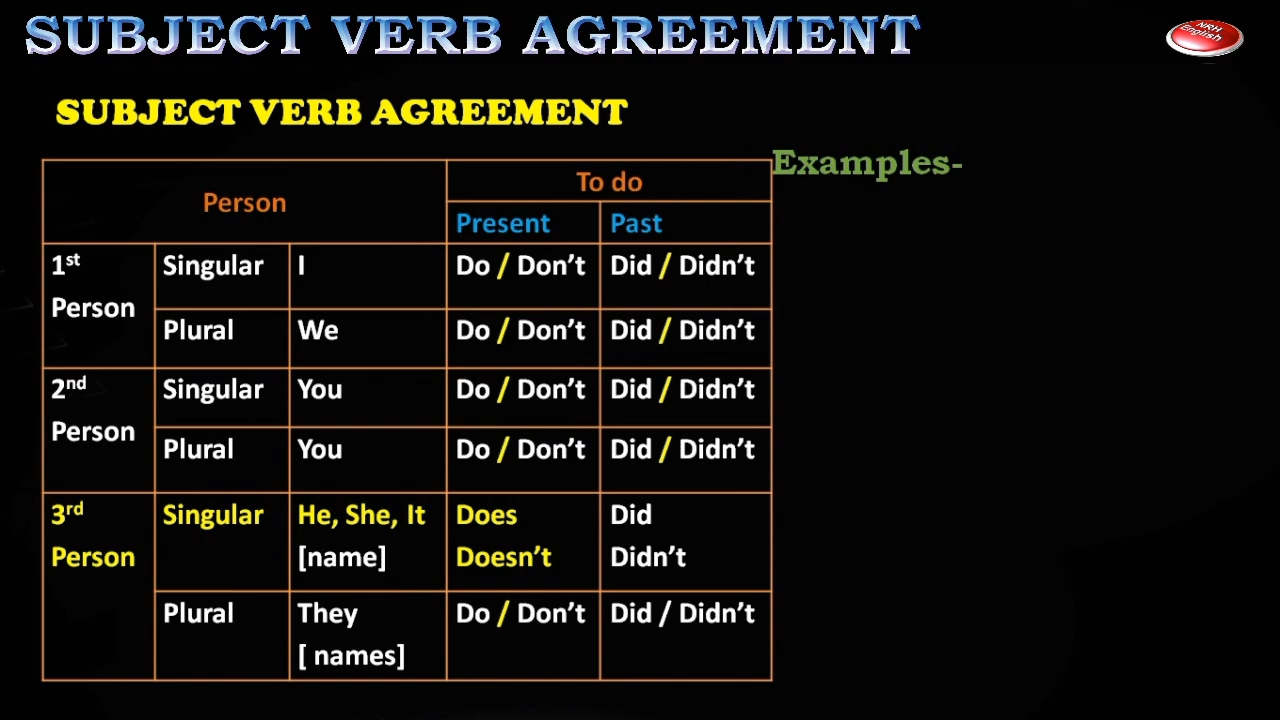 SUBJECT VERB AGREEMENT
NRH
English
SUBJECT VERB AGREEMENT
Examples-
Person
To do
Present Past
1st Person Singular I Do / Don’t Did / Didn’t
Plural We Do / Don’t Did / Didn’t
2nd Person Singular You Do / Don’t Did / Didn’t
Plural You Do / Don’t Did / Didn’t
3rd Person Singular He, She, It [name] Does Doesn’t Did Didn’t
Plural They [ names] Do / Don’t Did / Didn’t